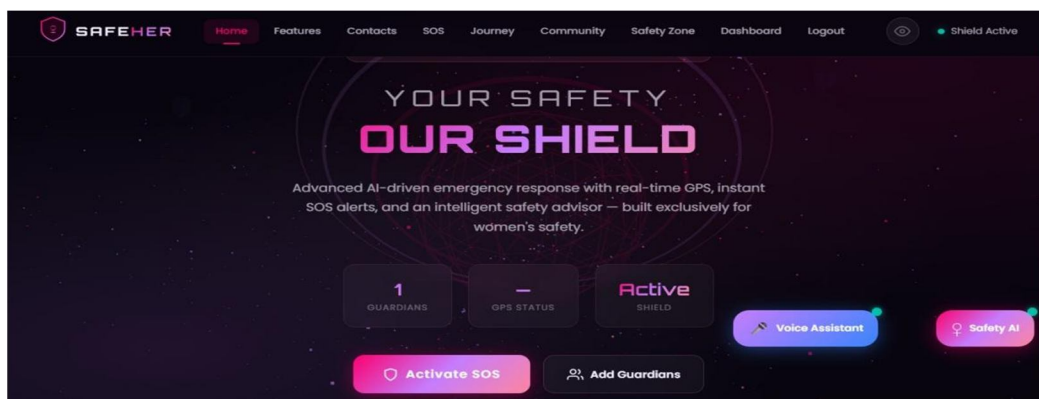 SAFEHER
Home Features Contacts SOS Journey Community Safety Zone Dashboard Logout
Shield Active
YOUR SAFETY
OUR SHIELD
Advanced AI-driven emergency response with real-time GPS, instant
SOS alerts, and an intelligent safety advisor — built exclusively for
women's safety.
1
GUARDIANS
—
GPS STATUS
Active
SHIELD
Voice Assistant
Safety AI
Activate SOS
Add Guardians